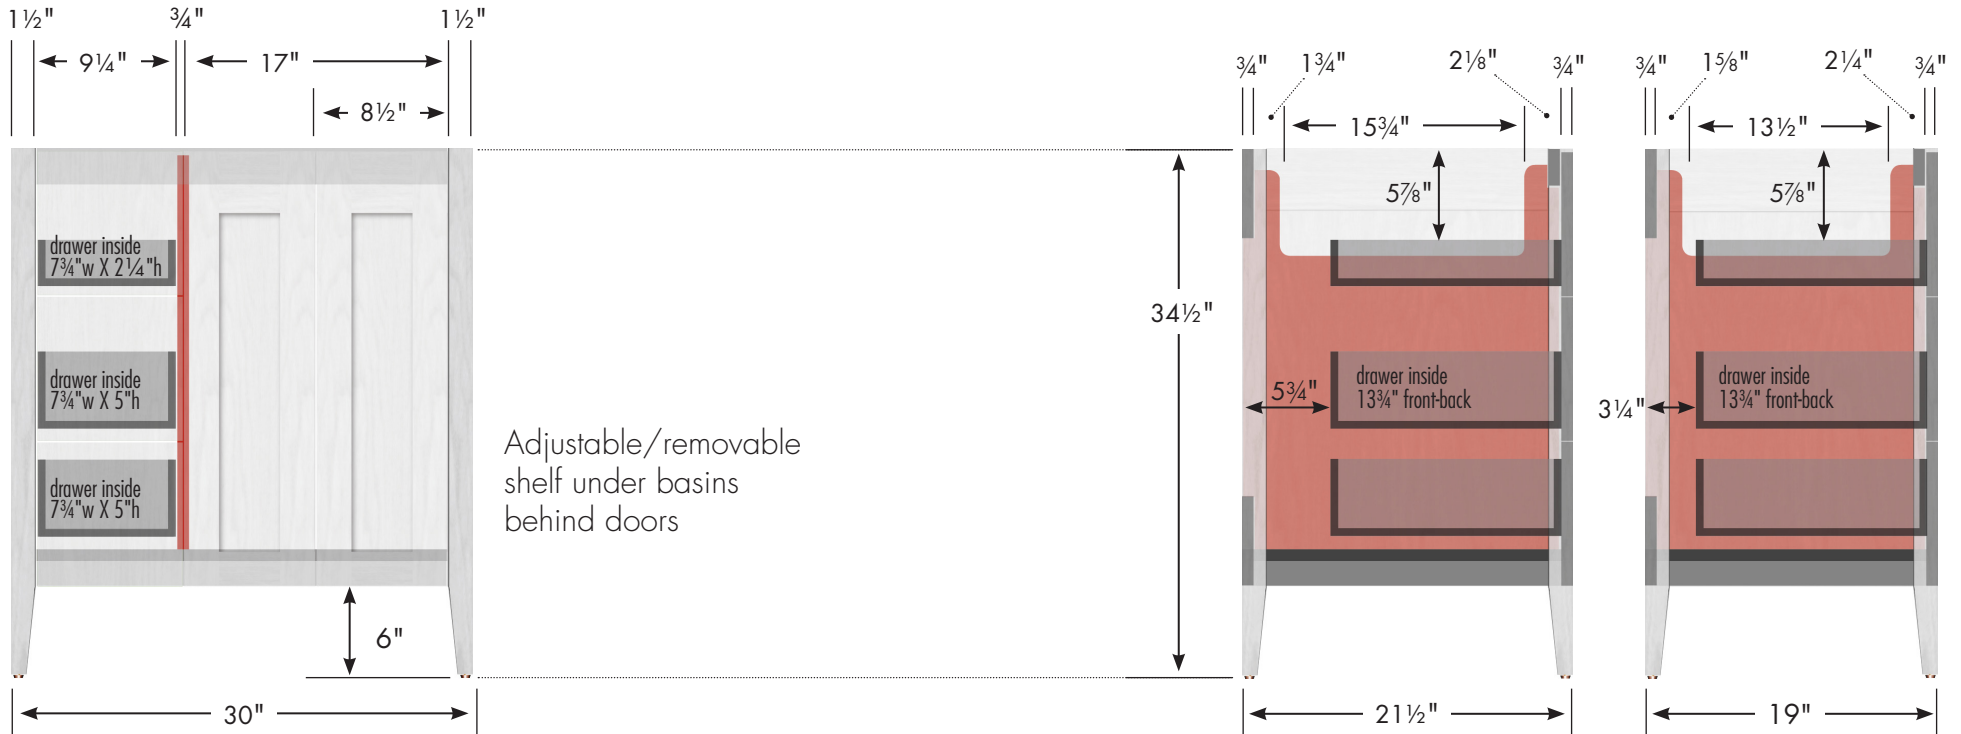 1½" ¾" 1½"
9¼" 17"
8½"
drawer inside
7¾"w X 2¼"h
drawer inside
7¾"w X 5"h
drawer inside
7¾"w X 5"h
6"
30"
Adjustable/removable
shelf under basins
behind doors
34½"
¾" 1¾" 2⅛" ¾"
15¾"
5⅞"
5¾"
drawer inside
13¾" front-back
21½"
¾" 1⅝" 2¼" ¾"
13½"
5⅞"
3¼"
drawer inside
13¾" front-back
19"